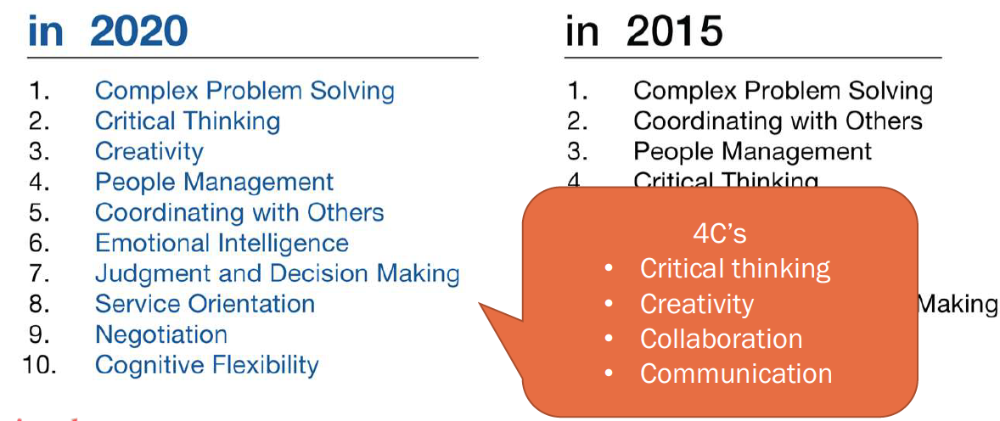 in 2020
1. Complex Problem Solving
2. Critical Thinking
3. Creativity
4. People Management
5. Coordinating with Others
6. Emotional Intelligence
7. Judgment and Decision Making
8. Service Orientation
9. Negotiation
10. Cognitive Flexibility
in 2015
1. Complex Problem Solving
2. Coordinating with Others
3. People Management
4. Critical Thinking
Making
4C's
• Critical thinking
• Creativity
• Collaboration
• Communication